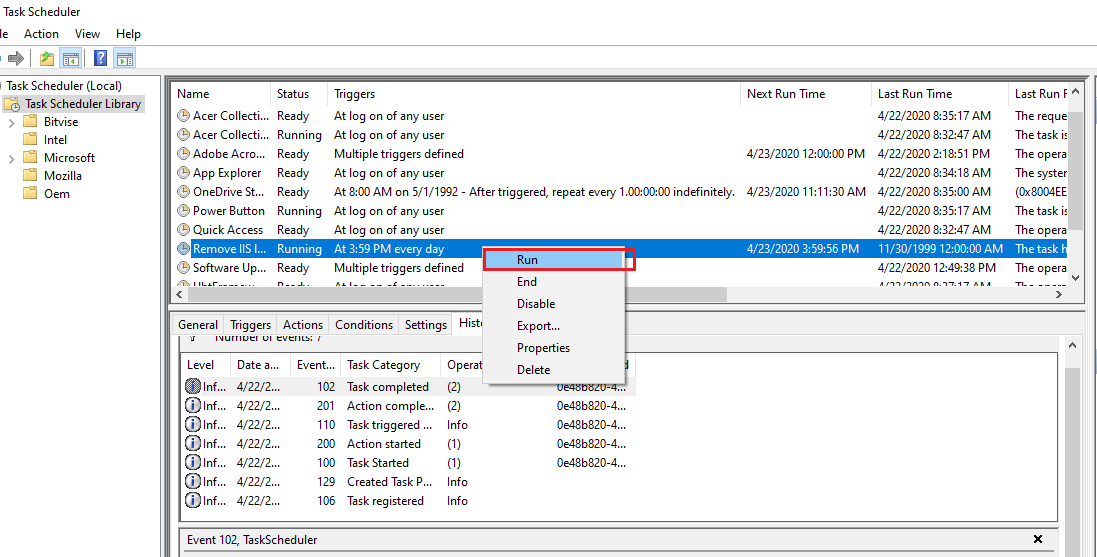 Task Scheduler
le Action View Help
Task Scheduler (Local)
Task Scheduler Library
Bitvise
Intel
Microsoft
Mozilla
Oem
Name Status Triggers Next Run Time Last Run Time Last Run F
Acer Collecti... Ready At log on of any user 4/22/2020 8:35:17 AM The reque
Acer Collecti... Running At log on of any user 4/22/2020 8:32:47 AM The task is
Adobe Acro... Ready Multiple triggers defined 4/23/2020 12:00:00 PM 4/22/2020 2:18:51 PM The opera
App Explorer Ready At log on of any user 4/22/2020 8:34:18 AM The system
OneDrive St... Ready At 8:00 AM on 5/1/1992 - After triggered, repeat every 1.00:00:00 indefinitely. 4/23/2020 11:11:30 AM 4/22/2020 8:35:00 AM (0x8004EE
Power Button Running At log on of any user 4/22/2020 8:35:17 AM The task is
Quick Access Ready At log on of any user 4/22/2020 8:32:47 AM The opera
Remove IIS l... Running At 3:59 PM every day 4/23/2020 3:59:56 PM 11/30/1999 12:00:00 AM The task h
Software Up... Ready Multiple triggers defined 4/22/2020 12:49:38 PM The opera
Ready At log on of any user 4/22/2020 8:37:17 AM The opera
Run
End
Disable
Export...
Properties
Delete
General Triggers Actions Conditions Settings Histo
Number of events: 7
Level Date a... Event... Task Category Operat d
Inf... 4/22/2... 102 Task completed (2) 0e48b820-4...
Inf... 4/22/2... 201 Action comple... (2) 0e48b820-4...
Inf... 4/22/2... 110 Task triggered ... Info 0e48b820-4...
Inf... 4/22/2... 200 Action started (1) 0e48b820-4...
Inf... 4/22/2... 100 Task Started (1) 0e48b820-4...
Inf... 4/22/2... 129 Created Task P... Info
Inf... 4/22/2... 106 Task registered Info
Event 102, TaskScheduler